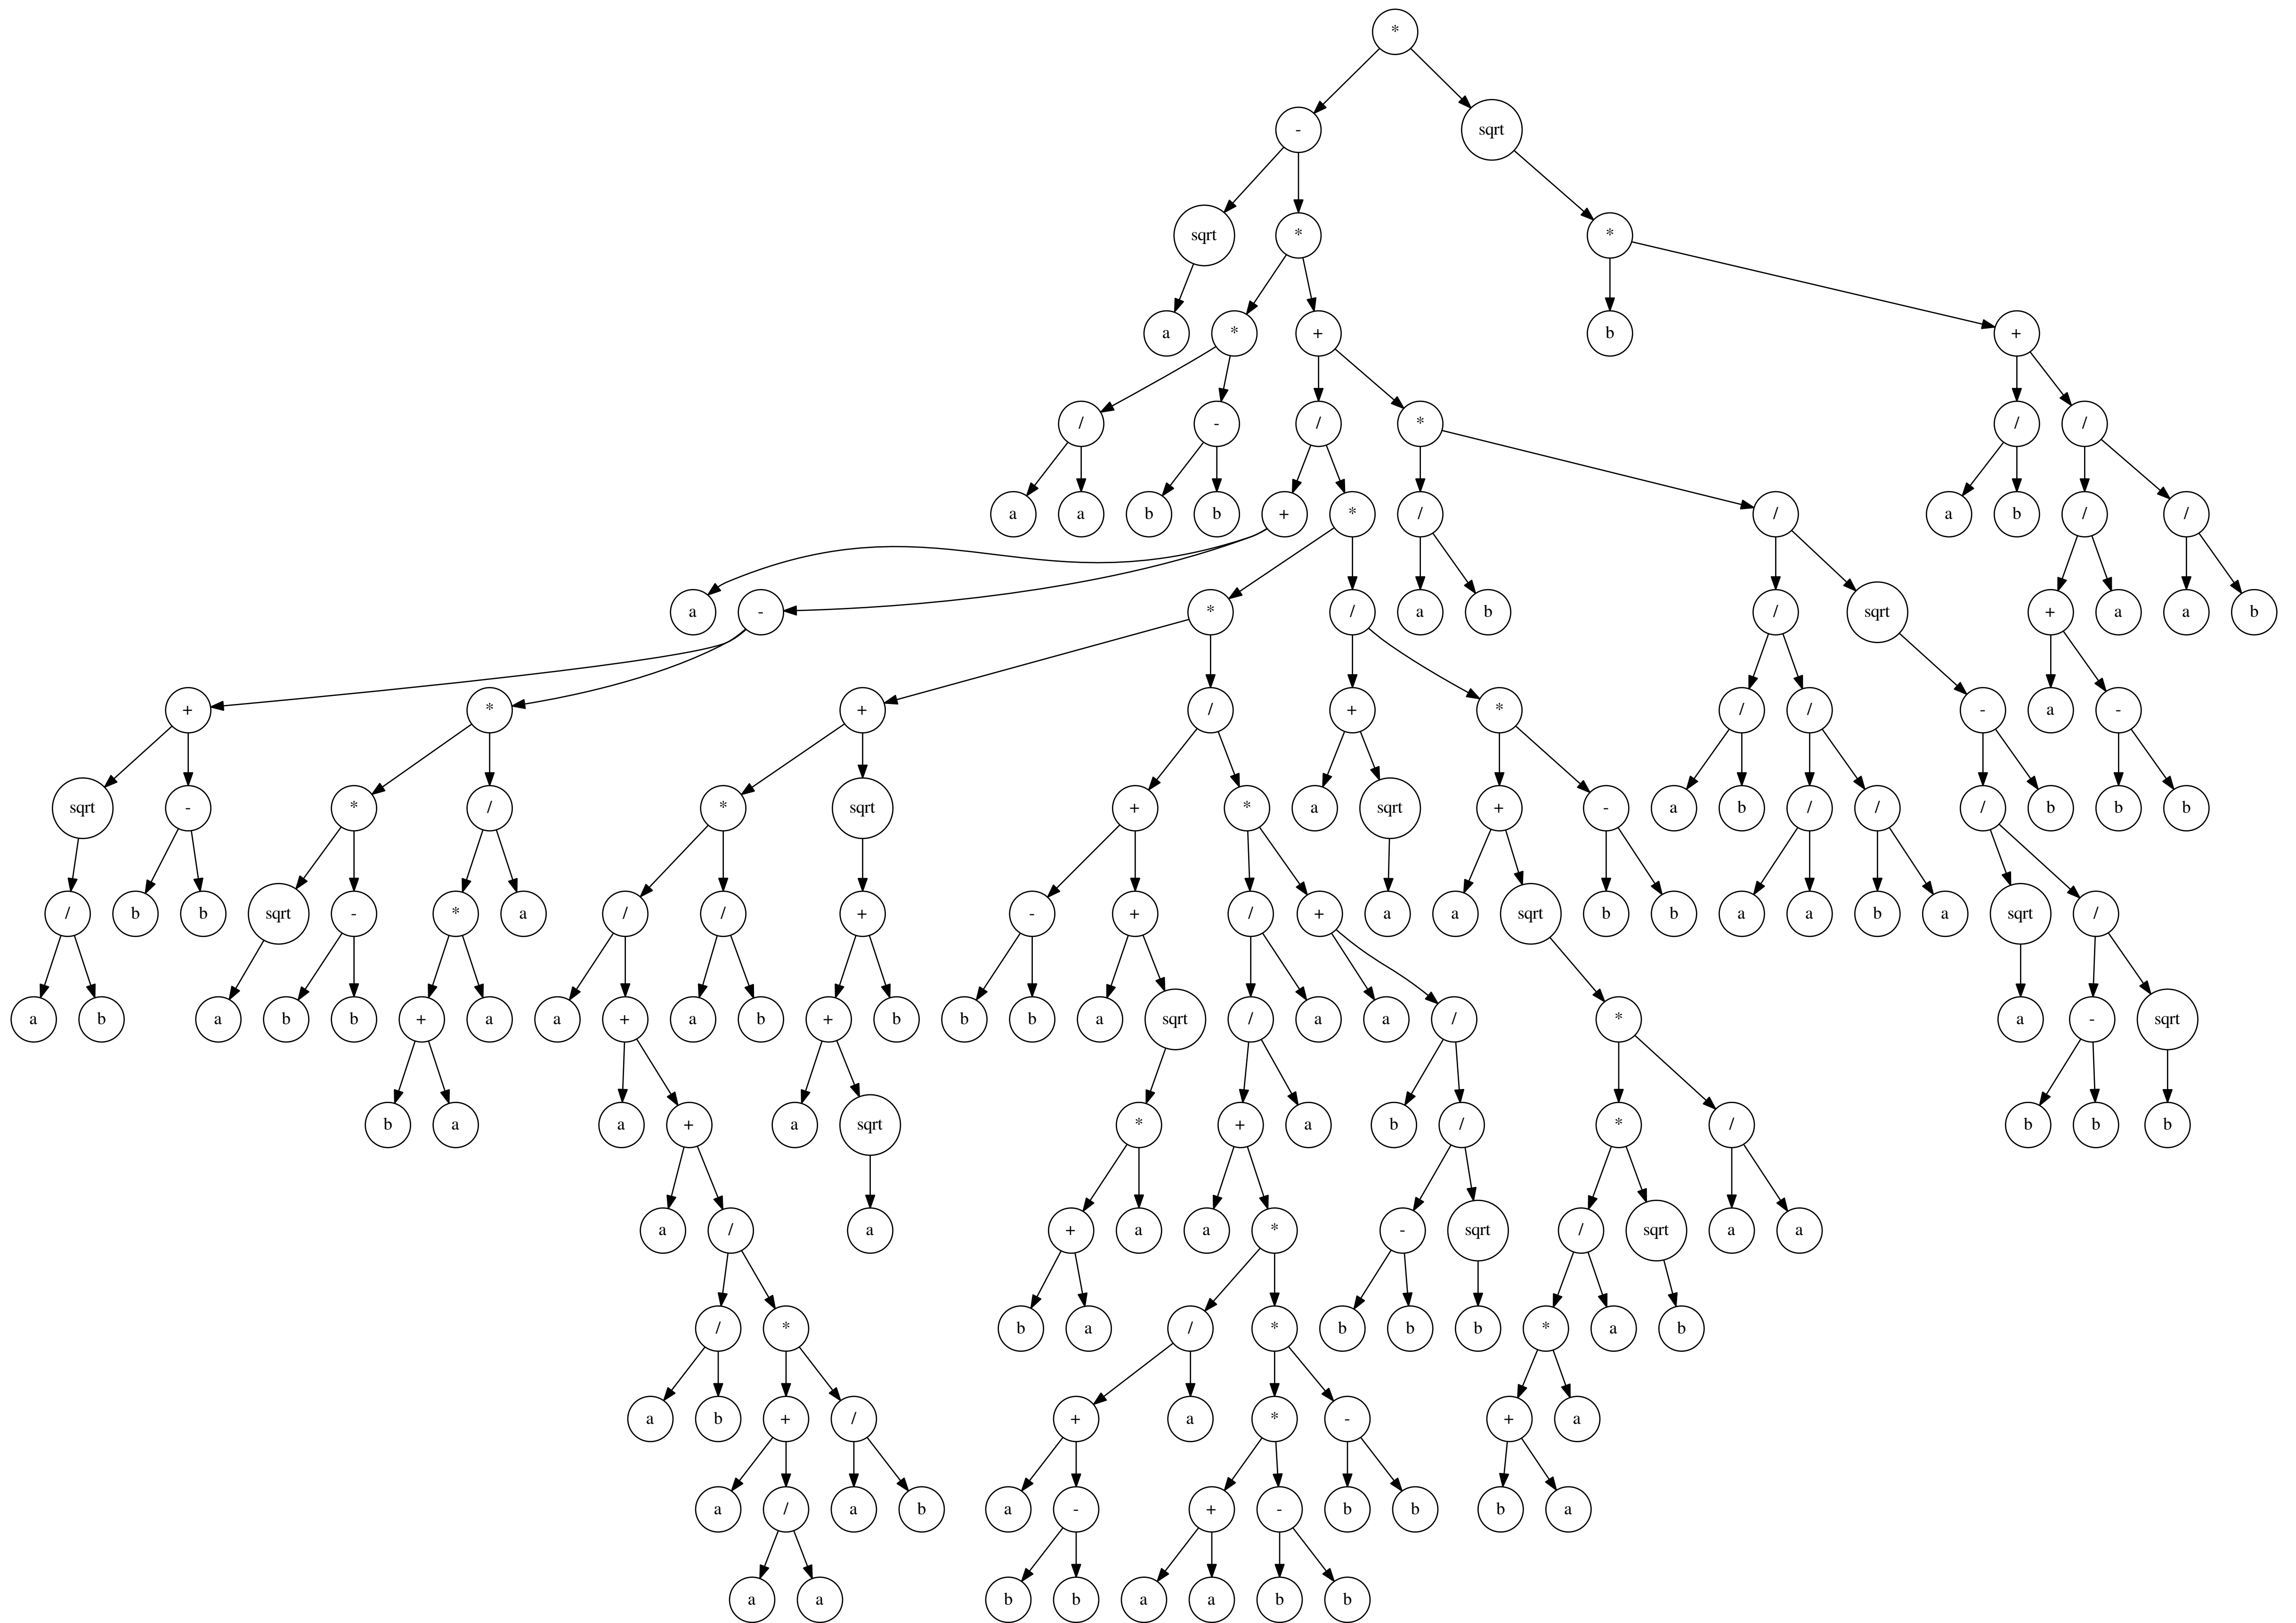 *
- sqrt
sqrt * *
a * + b +
/ - / * / /
a a b b + * / / a b / /
a - * / a b / sqrt + a a b
+ * + / + * / / - a -
sqrt - * / * sqrt + * a sqrt + - a b / / / b b b
/ b b sqrt - * a / / + - + / + a a sqrt b b a a b a sqrt /
a b a b b + a a + a b + b b b a sqrt / a a / * a - sqrt
b a a + a sqrt * + a b / * / b b b
a / a + a a * - sqrt / sqrt a a
/ * b a / * b b b * a b
a b + / + a * - + a
a / a b a - + - b b b a
a a b b a a b b